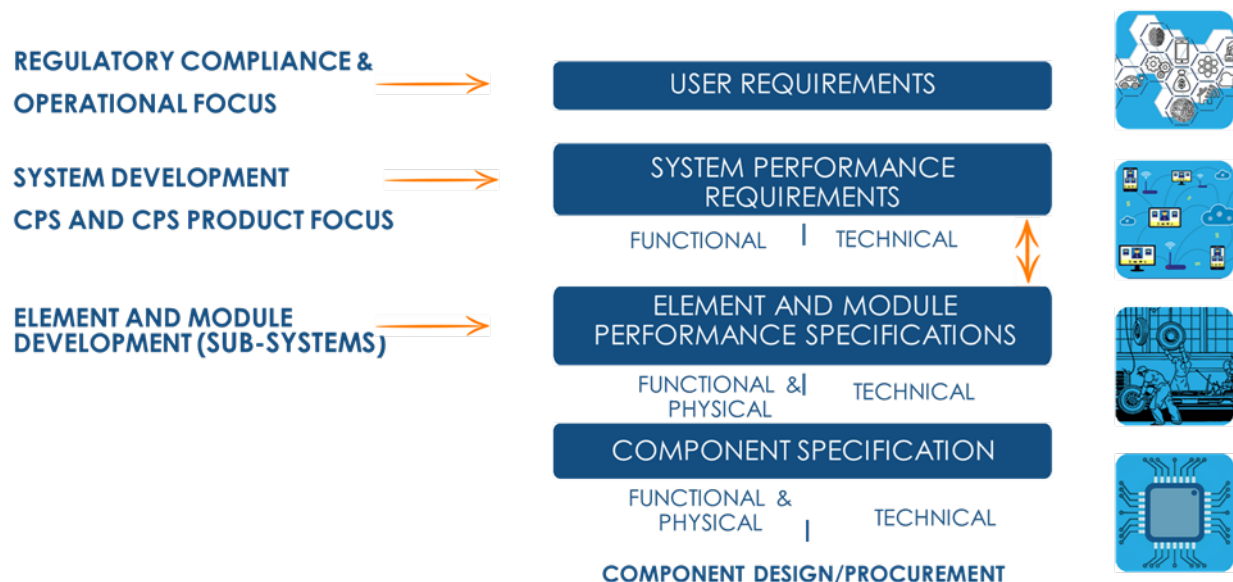 REGULATORY COMPLIANCE &
OPERATIONAL FOCUS
USER REQUIREMENTS
SYSTEM DEVELOPMENT
CPS AND CPS PRODUCT FOCUS
SYSTEM PERFORMANCE
REQUIREMENTS
FUNCTIONAL | TECHNICAL
ELEMENT AND MODULE
DEVELOPMENT (SUB-SYSTEMS)
ELEMENT AND MODULE
PERFORMANCE SPECIFICATIONS
FUNCTIONAL & | TECHNICAL
PHYSICAL
COMPONENT SPECIFICATION
FUNCTIONAL &
PHYSICAL | TECHNICAL
COMPONENT DESIGN/PROCUREMENT